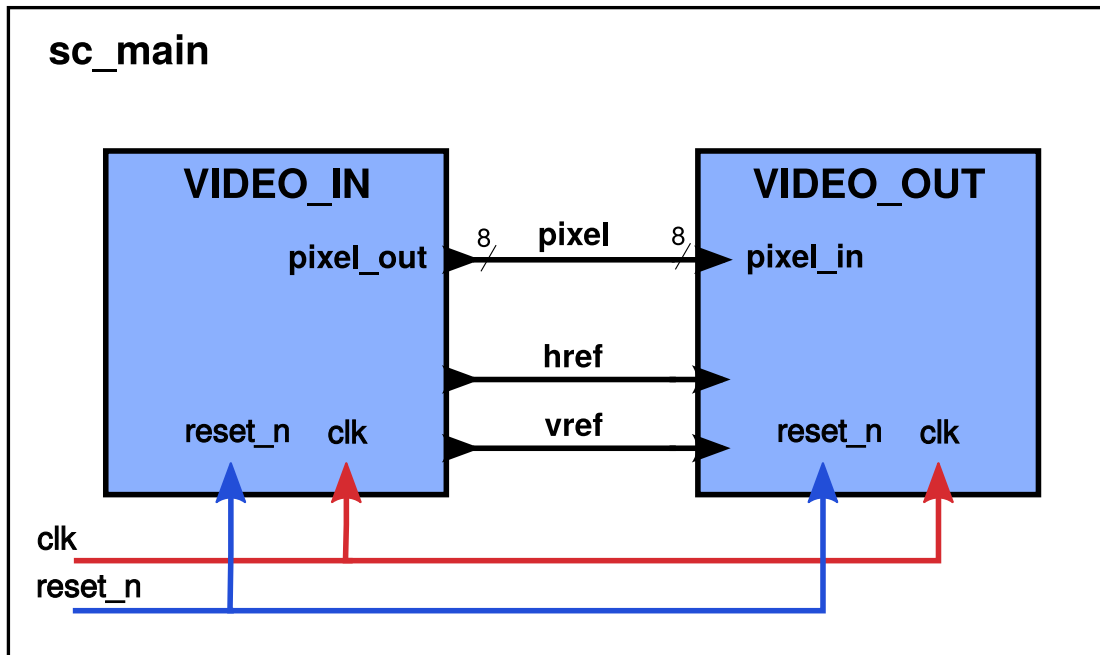 sc_main
VIDEO_IN
VIDEO_OUT
8 pixel 8
pixel_out
pixel_in
href
vref
reset_n clk
reset_n clk
clk
reset_n